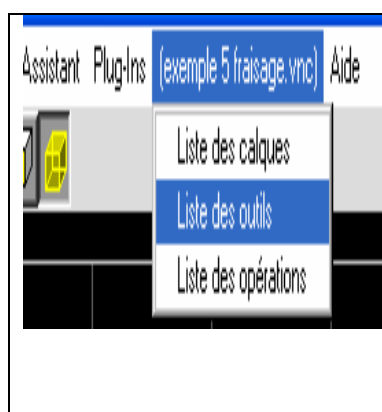 Assistant Plug-Ins (exemple 5 fraisage.vnc) Aide
Liste des calques
Liste des outils
Liste des opérations